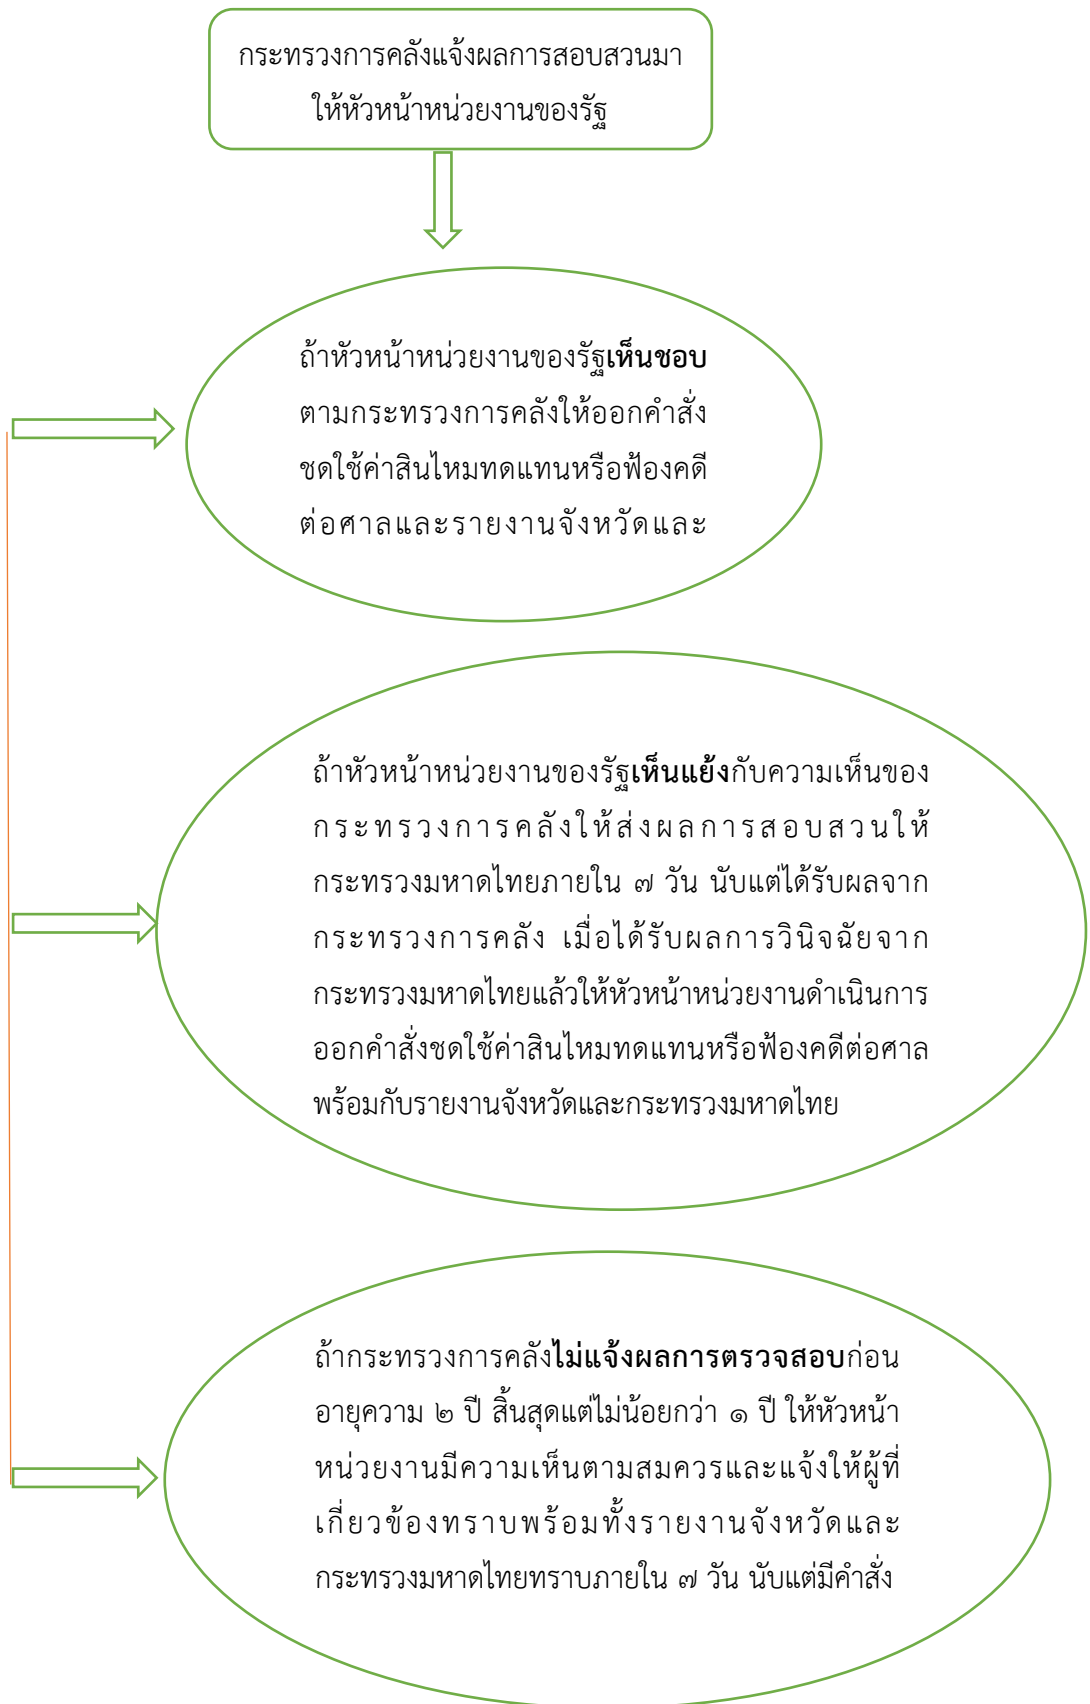 กระทรวงการคลังแจ้งผลการสอบสวนมา
ให้หัวหน้าหน่วยงานของรัฐ
ถ้าหัวหน้าหน่วยงานของรัฐเห็นชอบ
ตามกระทรวงการคลังให้ออกคำสั่ง
ชดใช้ค่าสินไหมทดแทนหรือฟ้องคดี
ต่อศาลและรายงานจังหวัดและ
ถ้าหัวหน้าหน่วยงานของรัฐเห็นแย้งกับความเห็นของ
กระทรวงการคลังให้ส่งผลการสอบสวนให้
กระทรวงมหาดไทยภายใน ๗ วัน นับแต่ได้รับผลจาก
กระทรวงการคลัง เมื่อได้รับผลการวินิจฉัยจาก
กระทรวงมหาดไทยแล้วให้หัวหน้าหน่วยงานดำเนินการ
ออกคำสั่งชดใช้ค่าสินไหมทดแทนหรือฟ้องคดีต่อศาล
พร้อมกับรายงานจังหวัดและกระทรวงมหาดไทย
ถ้ากระทรวงการคลังไม่แจ้งผลการตรวจสอบก่อน
อายุความ ๒ ปี สิ้นสุดแต่ไม่น้อยกว่า ๑ ปี ให้หัวหน้า
หน่วยงานมีความเห็นตามสมควรและแจ้งให้ผู้ที่
เกี่ยวข้องทราบพร้อมทั้งรายงานจังหวัดและ
กระทรวงมหาดไทยทราบภายใน ๗ วัน นับแต่มีคำสั่ง